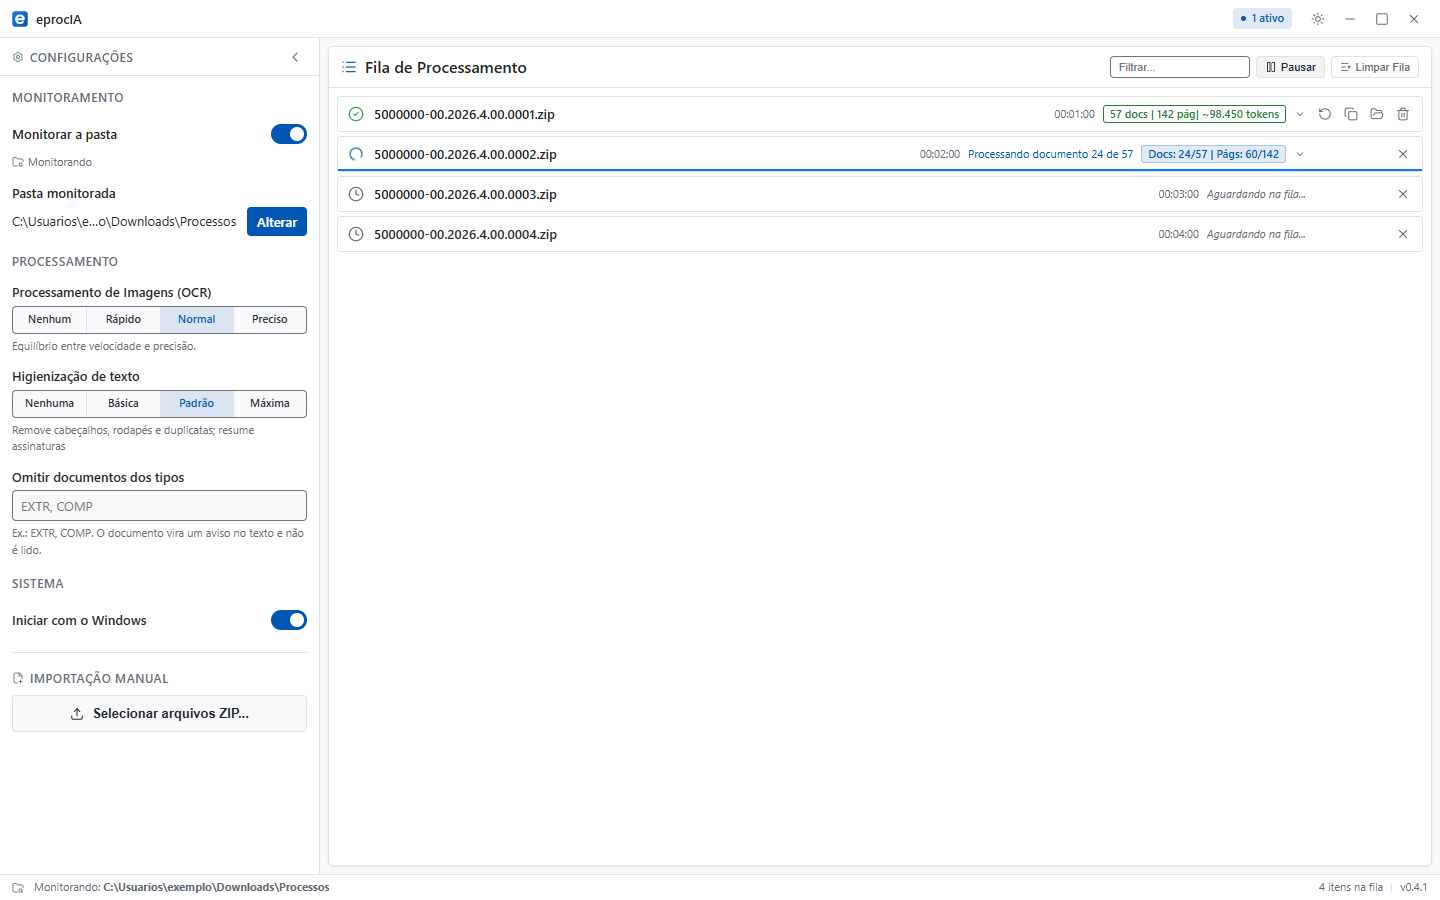 eprocIA
1 ativo
CONFIGURAÇÕES
MONITORAMENTO
Monitorar a pasta
Monitorando
Pasta monitorada
C:\Usuarios\e...o\Downloads\Processos
Alterar
PROCESSAMENTO
Processamento de Imagens (OCR)
Nenhum Rápido Normal Preciso
Equilíbrio entre velocidade e precisão.
Higienização de texto
Nenhuma Básica Padrão Máxima
Remove cabeçalhos, rodapés e duplicatas; resume
assinaturas
Omitir documentos dos tipos
EXTR, COMP
Ex.: EXTR, COMP. O documento vira um aviso no texto e não
é lido.
SISTEMA
Iniciar com o Windows
IMPORTAÇÃO MANUAL
Selecionar arquivos ZIP...
Fila de Processamento
Filtrar...
Pausar
Limpar Fila
5000000-00.2026.4.00.0001.zip 00:01:00 57 docs | 142 pág| ~98.450 tokens
5000000-00.2026.4.00.0002.zip 00:02:00 Processando documento 24 de 57 Docs: 24/57 | Págs: 60/142
5000000-00.2026.4.00.0003.zip 00:03:00 Aguardando na fila...
5000000-00.2026.4.00.0004.zip 00:04:00 Aguardando na fila...
Monitorando: C:\Usuarios\exemplo\Downloads\Processos
4 itens na fila
v0.4.1